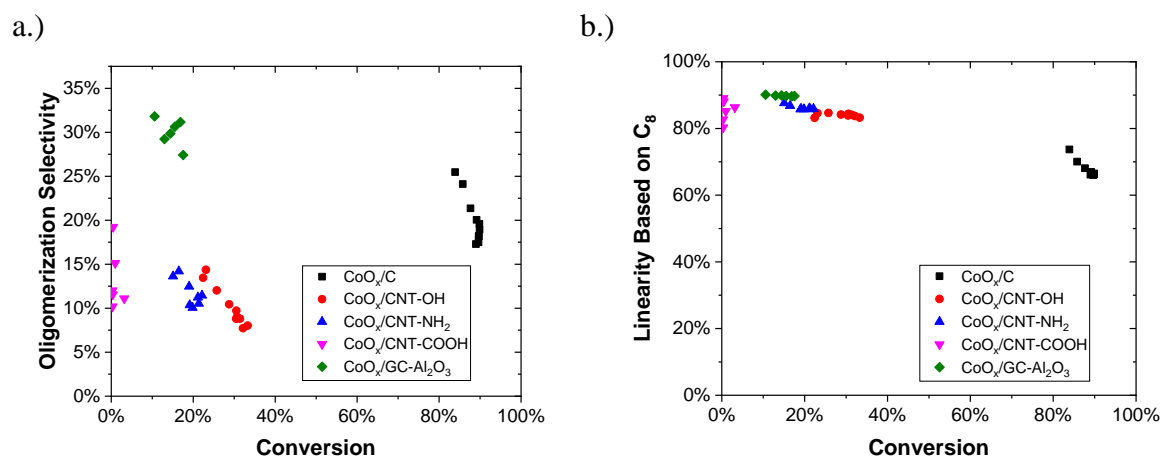 a.)
35%
30%
25%
20%
15%
10%
5%
0%
Oligomerization Selectivity
CoOₓ/C
CoOₓ/CNT-OH
CoOₓ/CNT-NH₂
CoOₓ/CNT-COOH
CoOₓ/GC-Al₂O₃
0% 20% 40% 60% 80% 100%
Conversion
b.)
100%
80%
60%
40%
20%
0%
Linearity Based on C₈
CoOₓ/C
CoOₓ/CNT-OH
CoOₓ/CNT-NH₂
CoOₓ/CNT-COOH
CoOₓ/GC-Al₂O₃
0% 20% 40% 60% 80% 100%
Conversion